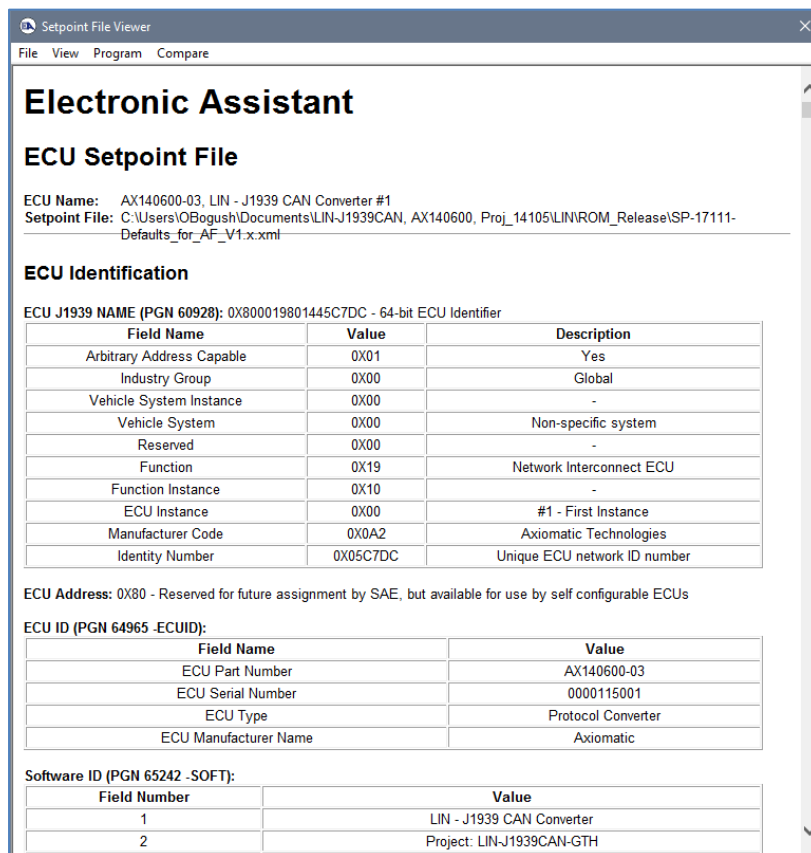 Setpoint File Viewer
File View Program Compare
Electronic Assistant
ECU Setpoint File
ECU Name: AX140600-03, LIN - J1939 CAN Converter #1
Setpoint File: C:\Users\OBogush\Documents\LIN-J1939CAN, AX140600, Proj_14105\LIN\ROM_Release\SP-17111-
Defaults_for_AF_V1.x.xml
ECU Identification
ECU J1939 NAME (PGN 60928): 0X800019801445C7DC - 64-bit ECU Identifier
Field Name Value Description
Arbitrary Address Capable 0X01 Yes
Industry Group 0X00 Global
Vehicle System Instance 0X00 -
Vehicle System 0X00 Non-specific system
Reserved 0X00 -
Function 0X19 Network Interconnect ECU
Function Instance 0X10 -
ECU Instance 0X00 #1 - First Instance
Manufacturer Code 0X0A2 Axiomatic Technologies
Identity Number 0X05C7DC Unique ECU network ID number
ECU Address: 0X80 - Reserved for future assignment by SAE, but available for use by self configurable ECUs
ECU ID (PGN 64965 -ECUID):
Field Name Value
ECU Part Number AX140600-03
ECU Serial Number 0000115001
ECU Type Protocol Converter
ECU Manufacturer Name Axiomatic
Software ID (PGN 65242 -SOFT):
Field Number Value
1 LIN - J1939 CAN Converter
2 Project: LIN-J1939CAN-GTH